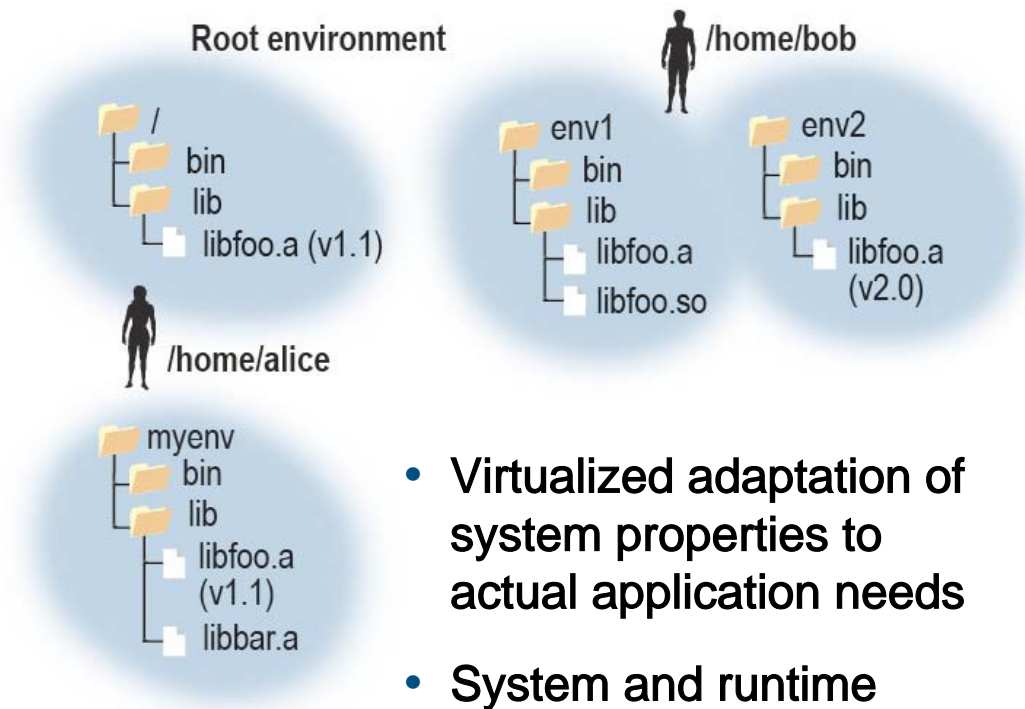 Root environment
/
bin
lib
libfoo.a (v1.1)
/home/bob
env1
bin
lib
libfoo.a
libfoo.so
env2
bin
lib
libfoo.a
(v2.0)
/home/alice
myenv
bin
lib
libfoo.a
(v1.1)
libbar.a
• Virtualized adaptation of
system properties to
actual application needs
• System and runtime